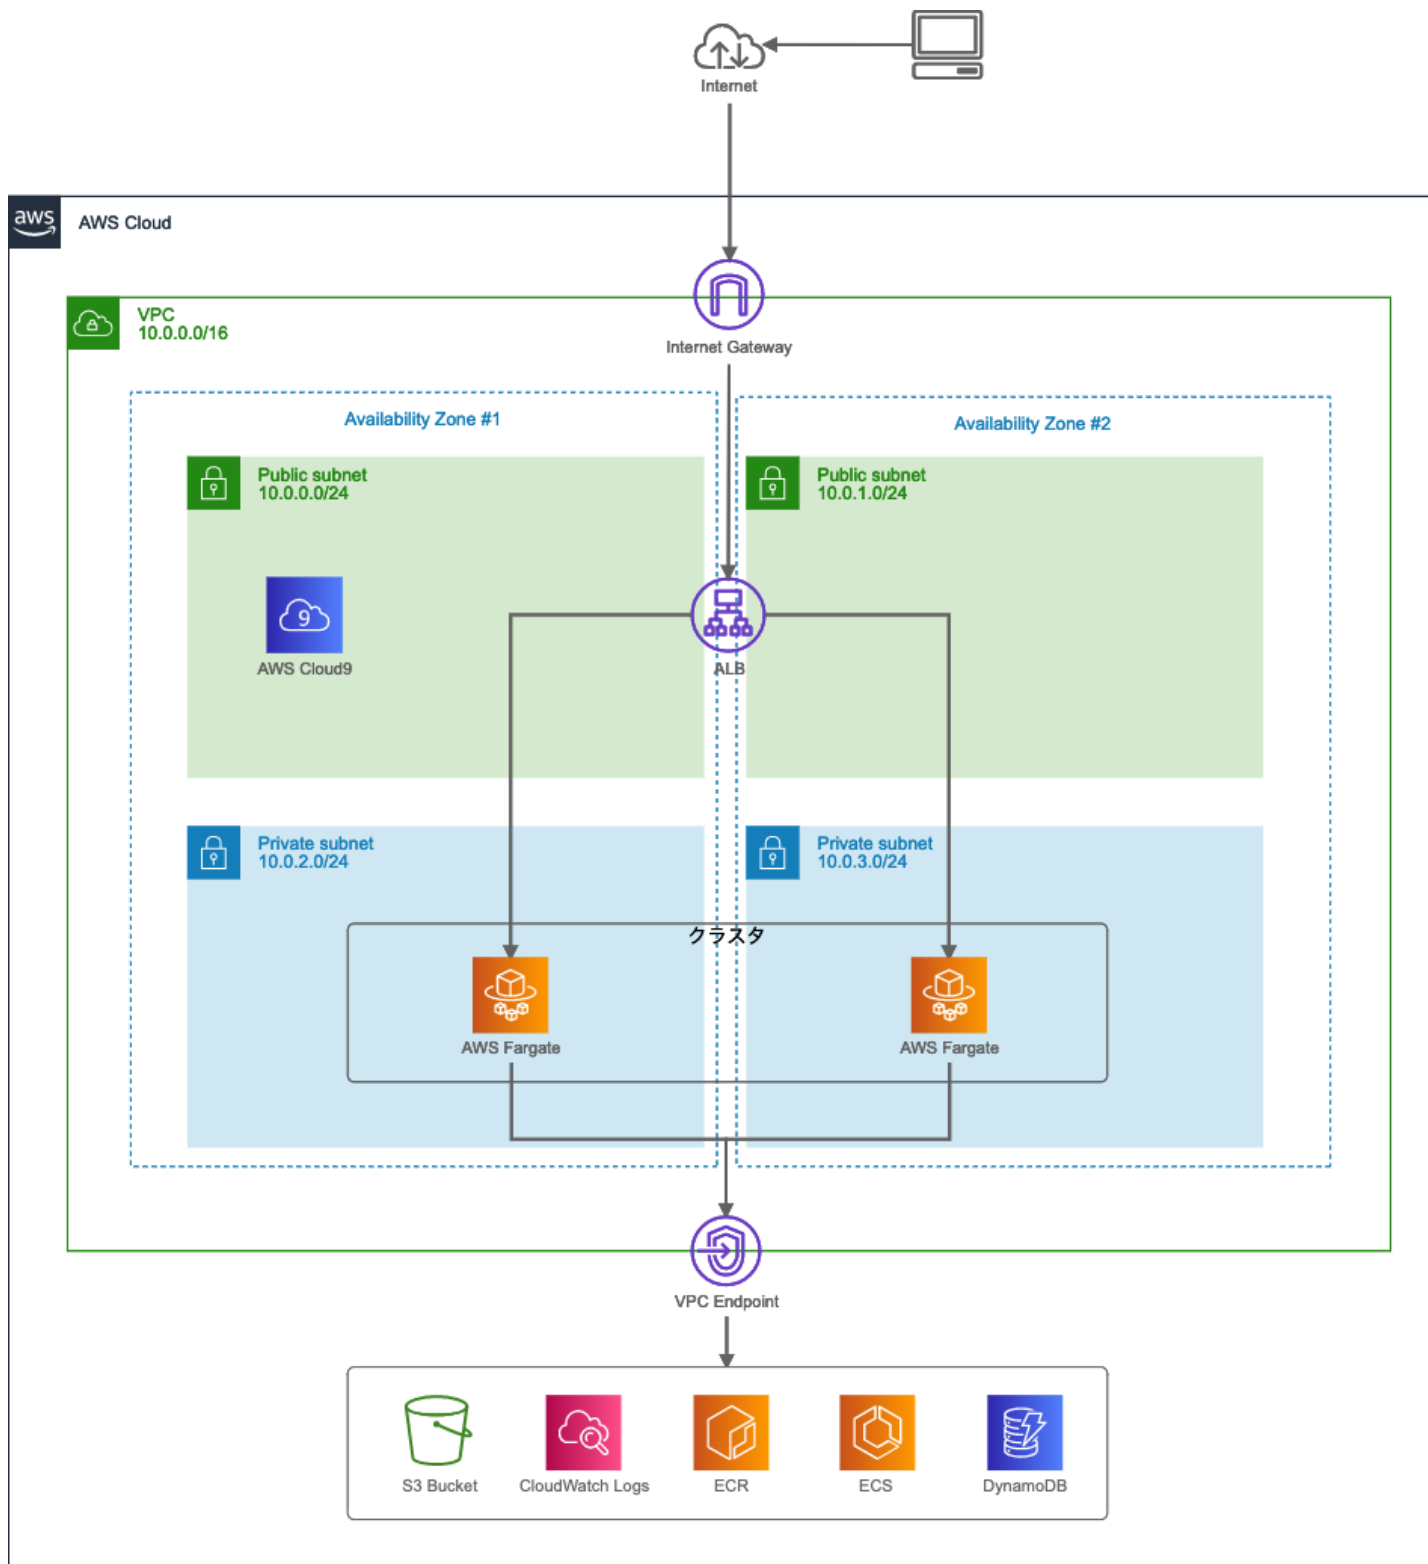 Internet
aws
AWS Cloud
VPC
10.0.0.0/16
Internet Gateway
Availability Zone #1
Availability Zone #2
Public subnet
10.0.0.0/24
Public subnet
10.0.1.0/24
9
AWS Cloud9
ALB
Private subnet
10.0.2.0/24
Private subnet
10.0.3.0/24
クラスタ
AWS Fargate
AWS Fargate
VPC Endpoint
S3 Bucket
CloudWatch Logs
ECR
ECS
DynamoDB